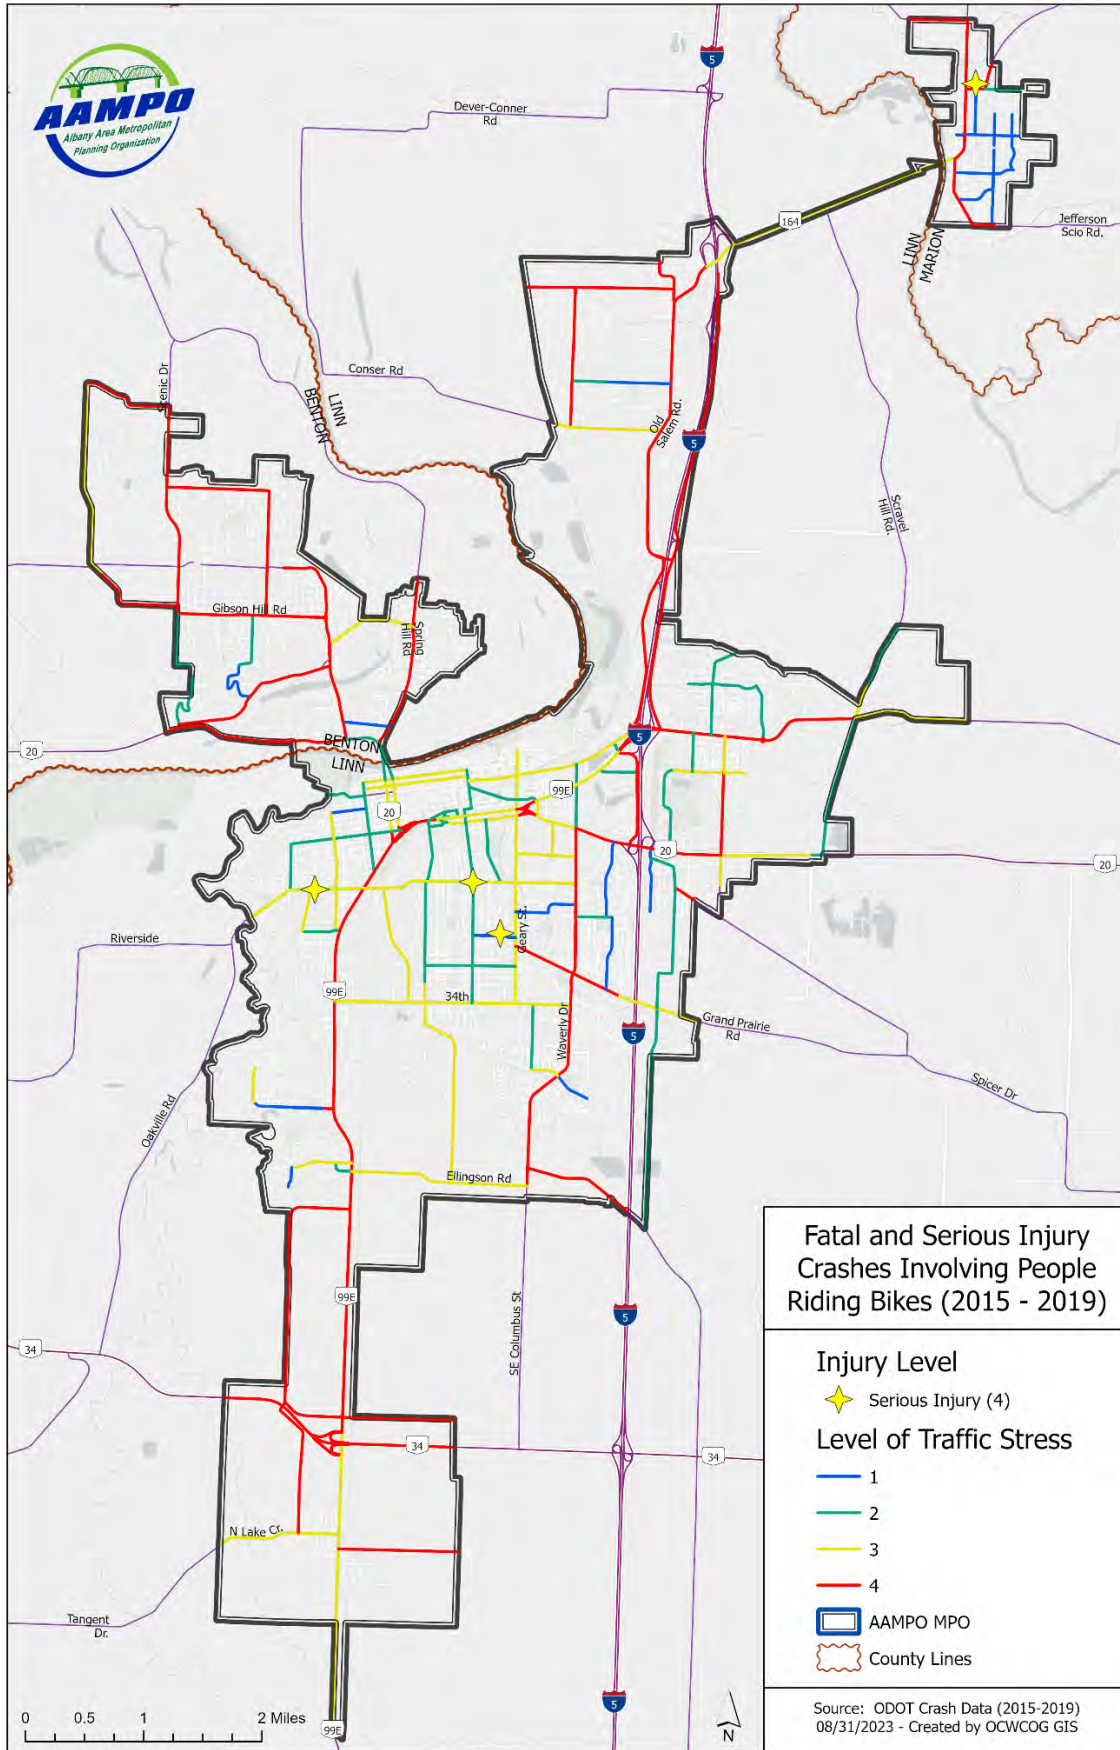 AAMPO
Albany Area Metropolitan
Planning Organization
5
Dever-Conner
Rd
164
Jefferson
Scio Rd.
LINN
MARION
Scenic Dr
Conser Rd
LINN
BENTON
Old
Salem Rd.
5
Scravel
Hill Rd.
Gibson Hill Rd
Spring
Hill Rd
20
BENTON
LINN
5
99E
20
20
20
Riverside
Geary St.
99E
34th
Waverly Dr
5
Grand Prairie
Rd
Spicer Dr
Oakville Rd
Ellingson Rd
99E
SE Columbus St
5
34
34
34
N Lake Cr.
Tangent
Dr.
5
99E
0 0.5 1 2 Miles
N
Fatal and Serious Injury
Crashes Involving People
Riding Bikes (2015 - 2019)
Injury Level
Serious Injury (4)
Level of Traffic Stress
1
2
3
4
AAMPO MPO
County Lines
Source: ODOT Crash Data (2015-2019)
08/31/2023 - Created by OCWCOG GIS